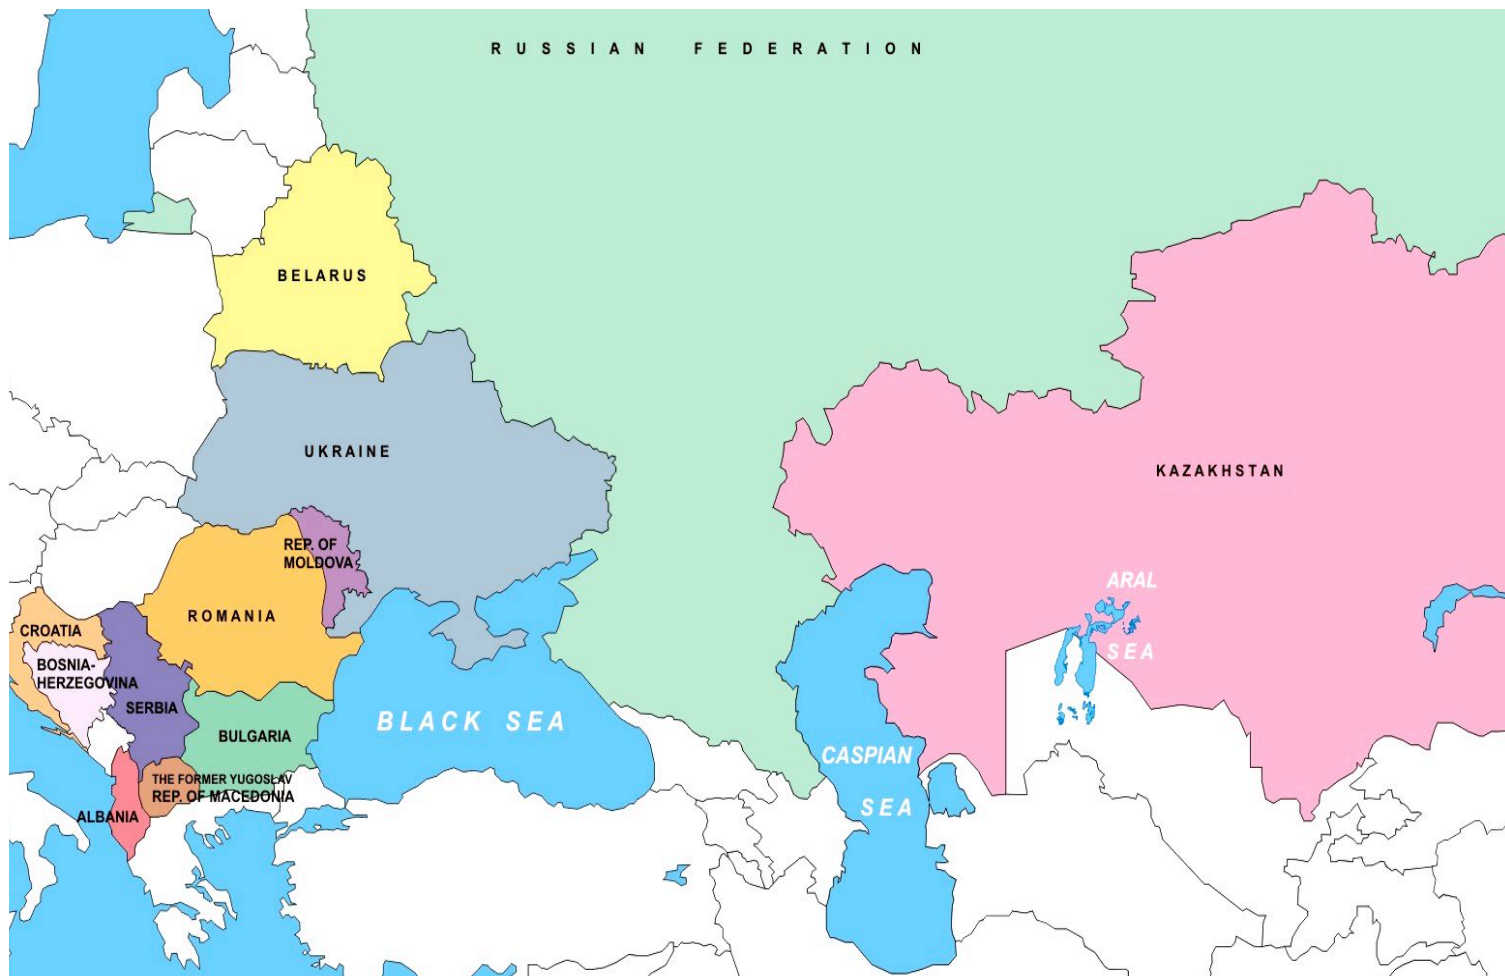 RUSSIAN FEDERATION
BELARUS
UKRAINE
KAZAKHSTAN
REP. OF
MOLDOVA
ARAL
SEA
ROMANIA
CROATIA
BOSNIA-
HERZEGOVINA
SERBIA
BLACK SEA
BULGARIA
CASPIAN
SEA
THE FORMER YUGOSLAV
REP. OF MACEDONIA
ALBANIA